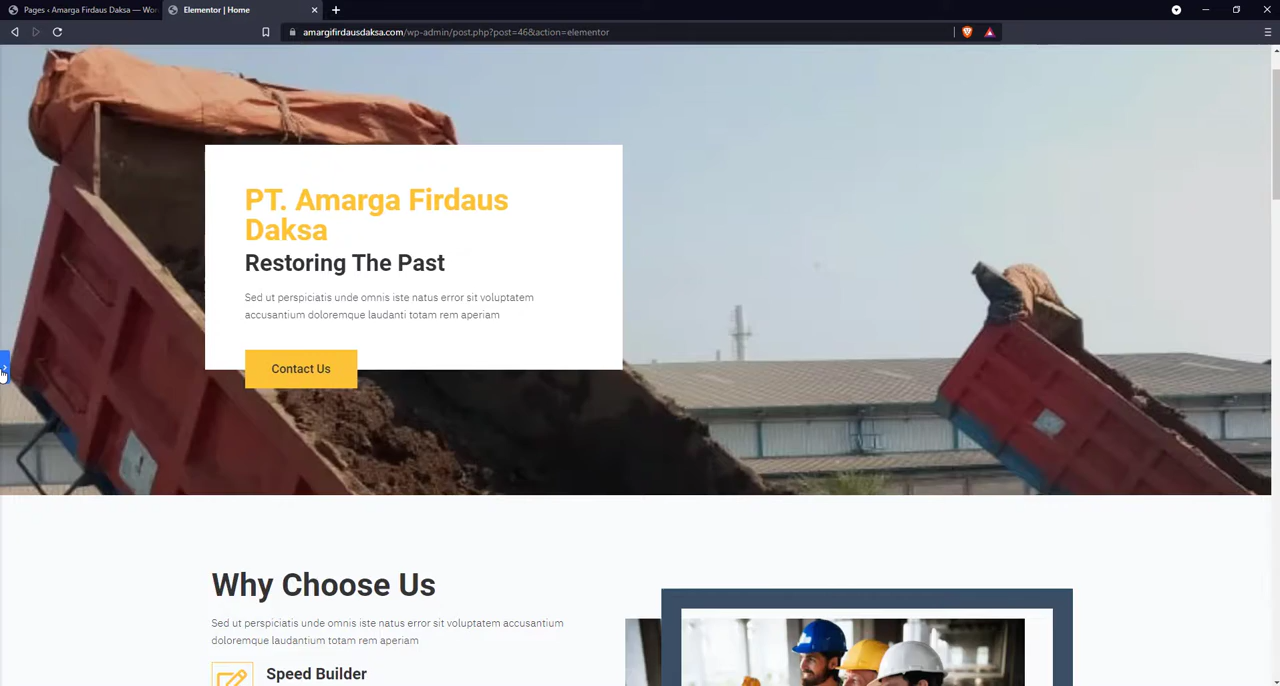 Pages ‹ Amarga Firdaus Daksa — Wor
Elementor | Home
amargifirdausdaksa.com/wp-admin/post.php?post=46&action=elementor
PT. Amarga Firdaus
Daksa
Restoring The Past
Sed ut perspiciatis unde omnis iste natus error sit voluptatem
accusantium doloremque laudanti totam rem aperiam
Contact Us
Why Choose Us
Sed ut perspiciatis unde omnis iste natus error sit voluptatem accusantium
doloremque laudantium totam rem aperiam
Speed Builder